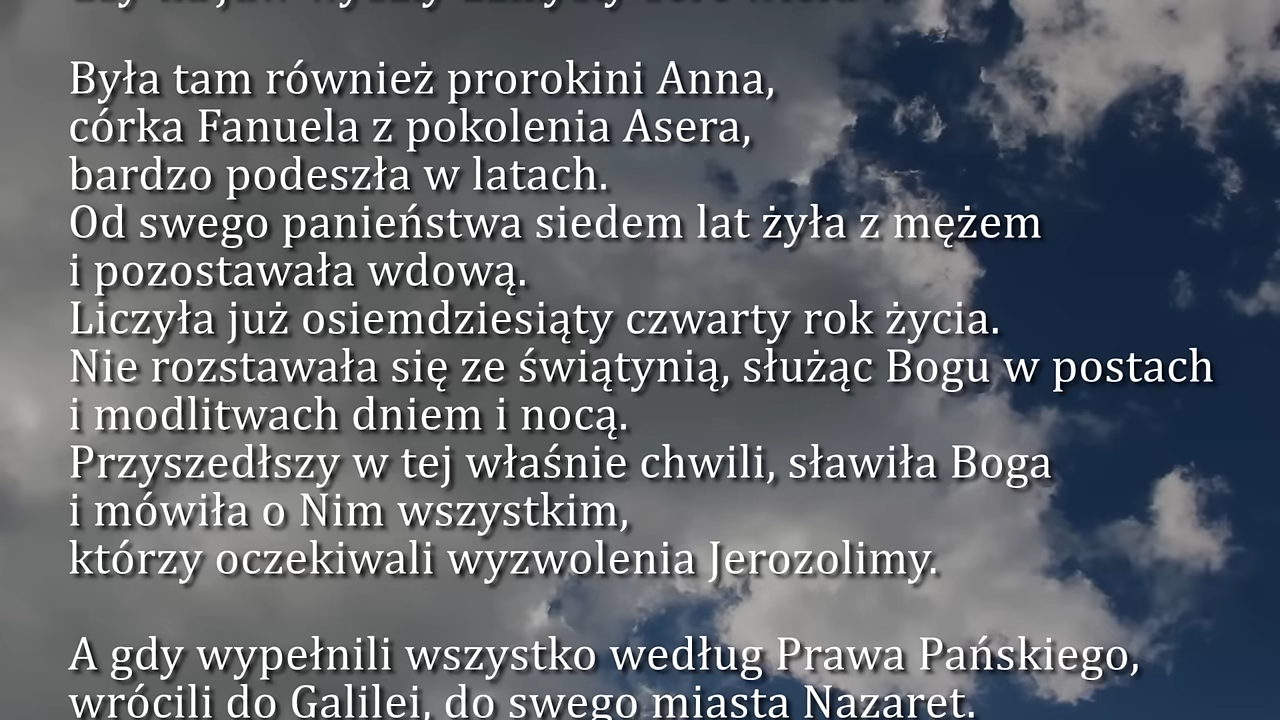 Była tam również prorokini Anna,
córka Fanuela z pokolenia Asera,
bardzo podeszła w latach.
Od swego panieństwa siedem lat żyła z mężem
i pozostawała wdową.
Liczyła już osiemdziesiąty czwarty rok życia.
Nie rozstawała się ze świątynią, służąc Bogu w postach
i modlitwach dniem i nocą.
Przyszedłszy w tej właśnie chwili, sławiła Boga
i mówiła o Nim wszystkim,
którzy oczekiwali wyzwolenia Jerozolimy.
A gdy wypełnili wszystko według Prawa Pańskiego,
wrócili do Galilei, do swego miasta Nazaret.